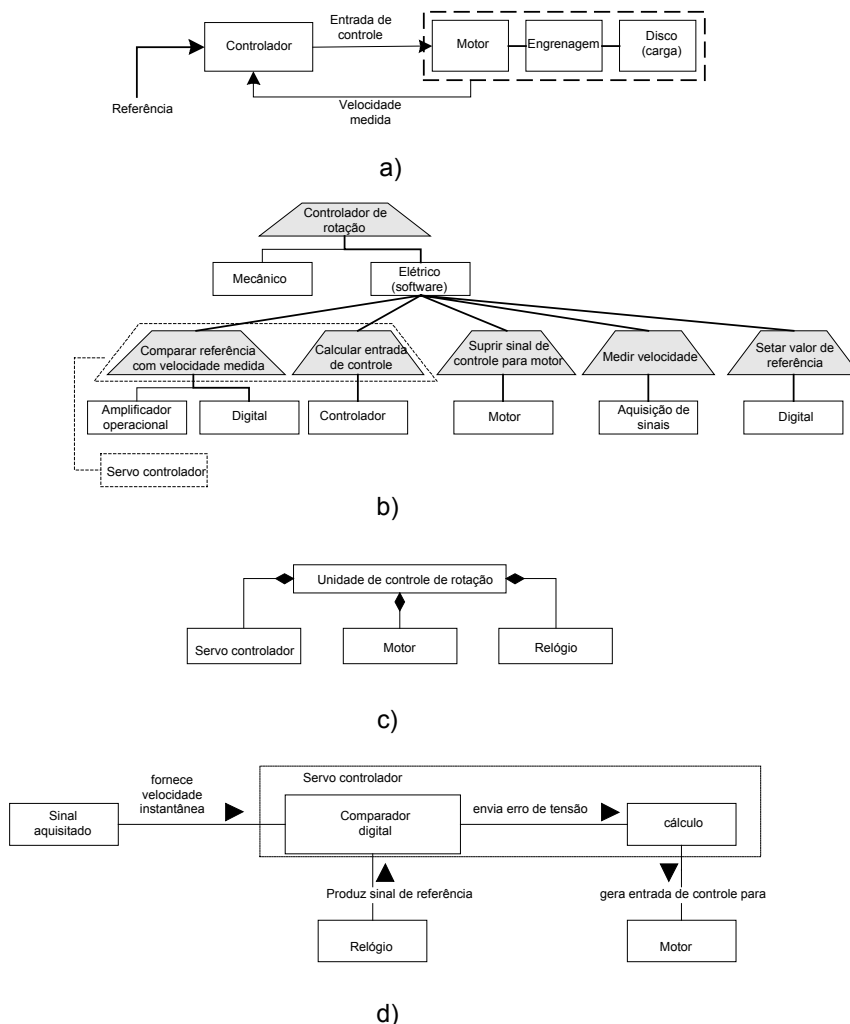 Entrada de
controle
Controlador
Motor
Engrenagem
Disco
(carga)
Referência
Velocidade
medida
a)
Controlador de
rotação
Mecânico
Elétrico
(software)
Comparar referência
com velocidade medida
Calcular entrada
de controle
Suprir sinal de
controle para motor
Medir velocidade
Setar valor de
referência
Amplificador
operacional
Digital
Controlador
Motor
Aquisição de
sinais
Digital
Servo controlador
b)
Unidade de controle de rotação
Servo controlador
Motor
Relógio
c)
fornece
velocidade
instantânea
Servo controlador
Sinal
aquisitado
Comparador
digital
envia erro de tensão
cálculo
Produz sinal de referência
gera entrada de controle para
Relógio
Motor
d)